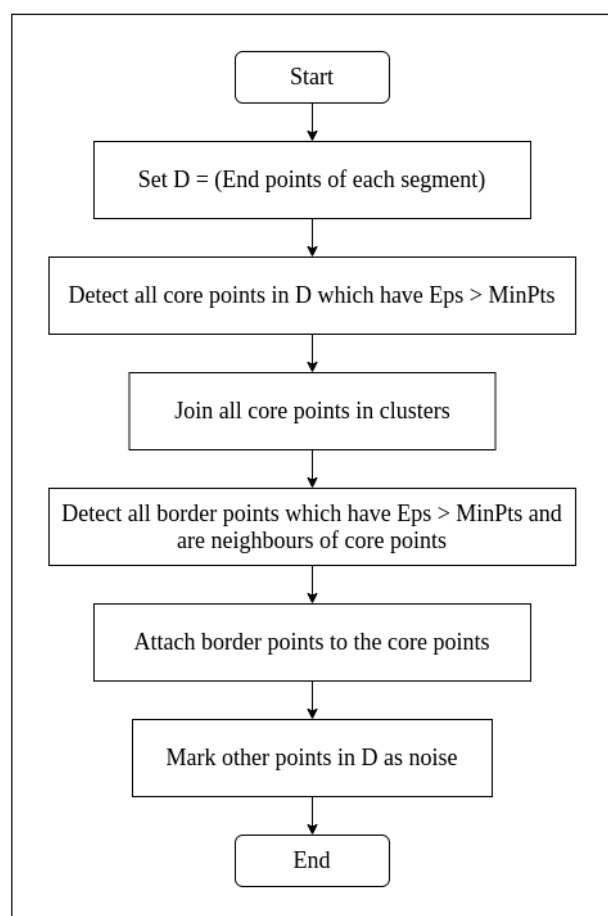 Start
Set D = (End points of each segment)
Detect all core points in D which have Eps > MinPts
Join all core points in clusters
Detect all border points which have Eps > MinPts and
are neighbours of core points
Attach border points to the core points
Mark other points in D as noise
End